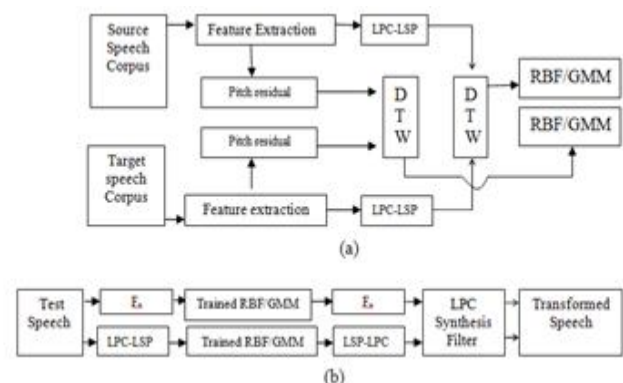 Source
Speech
Corpus
Feature Extraction
LPC-LSP
Pitch residual
D
T
W
D
T
W
RBF/GMM
RBF/GMM
Pitch residual
Target
speech
Corpus
Feature extraction
LPC-LSP
(a)
Test
Speech
Trained RBF/GMM
LPC
Synthesis
Filter
Transformed
Speech
LPC-LSP
Trained RBF/GMM
LSP-LPC
(b)